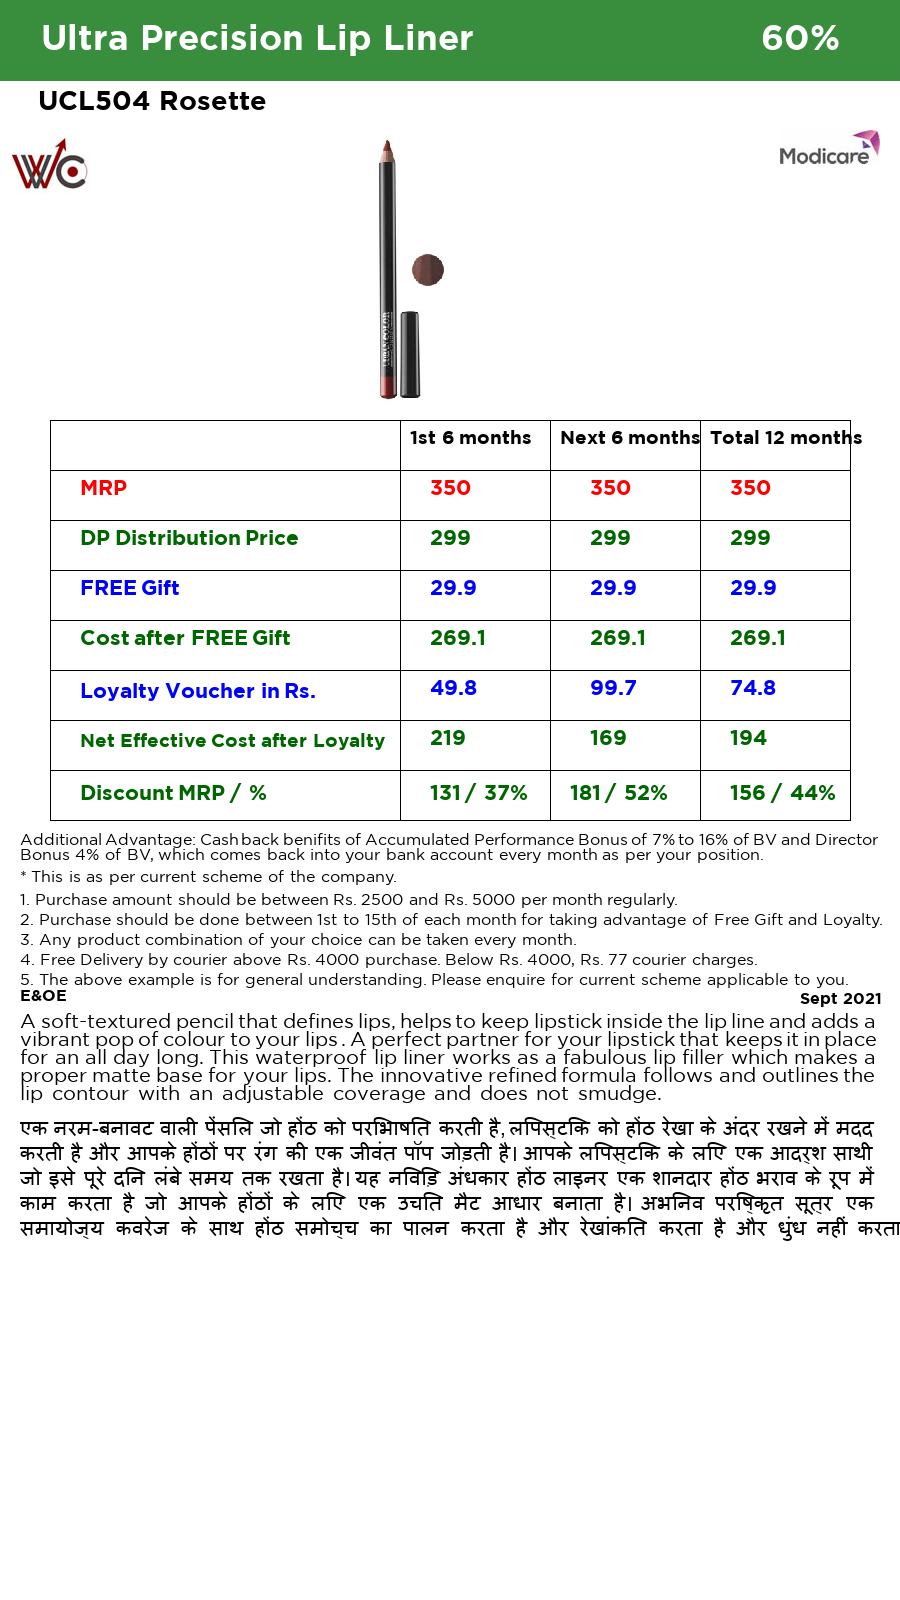 Ultra Precision Lip Liner 60%
UCL504 Rosette
WC
Modicare
URBAN COLOR
1st 6 months Next 6 months Total 12 months
MRP 350 350 350
DP Distribution Price 299 299 299
FREE Gift 29.9 29.9 29.9
Cost after FREE Gift 269.1 269.1 269.1
Loyalty Voucher in Rs. 49.8 99.7 74.8
Net Effective Cost after Loyalty 219 169 194
Discount MRP / % 131 / 37% 181 / 52% 156 / 44%
Additional Advantage: Cashback benifits of Accumulated Performance Bonus of 7% to 16% of BV and Director
Bonus 4% of BV, which comes back into your bank account every month as per your position.
* This is as per current scheme of the company.
1. Purchase amount should be between Rs. 2500 and Rs. 5000 per month regularly.
2. Purchase should be done between 1st to 15th of each month for taking advantage of Free Gift and Loyalty.
3. Any product combination of your choice can be taken every month.
4. Free Delivery by courier above Rs. 4000 purchase. Below Rs. 4000, Rs. 77 courier charges.
5. The above example is for general understanding. Please enquire for current scheme applicable to you.
E&OE Sept 2021
A soft-textured pencil that defines lips, helps to keep lipstick inside the lip line and adds a
vibrant pop of colour to your lips . A perfect partner for your lipstick that keeps it in place
for an all day long. This waterproof lip liner works as a fabulous lip filler which makes a
proper matte base for your lips. The innovative refined formula follows and outlines the
lip contour with an adjustable coverage and does not smudge.
एक नरम-बनावट वाली पेंसिल जो होंठ को परिभाषित करती है, लिपस्टिक को होंठ रेखा के अंदर रखने में मदद
करती है और आपके होंठों पर रंग की एक जीवंत पॉप जोड़ती है। आपके लिपस्टिक के लिए एक आदर्श साथी
जो इसे पूरे दिन लंबे समय तक रखता है। यह निविड़ अंधकार होंठ लाइनर एक शानदार होंठ भराव के रूप में
काम करता है जो आपके होंठों के लिए एक उचित मैट आधार बनाता है। अभिनव परिष्कृत सूत्र एक
समायोज्य कवरेज के साथ होंठ समोच्च का पालन करता है और रेखांकित करता है और धुंध नहीं करता